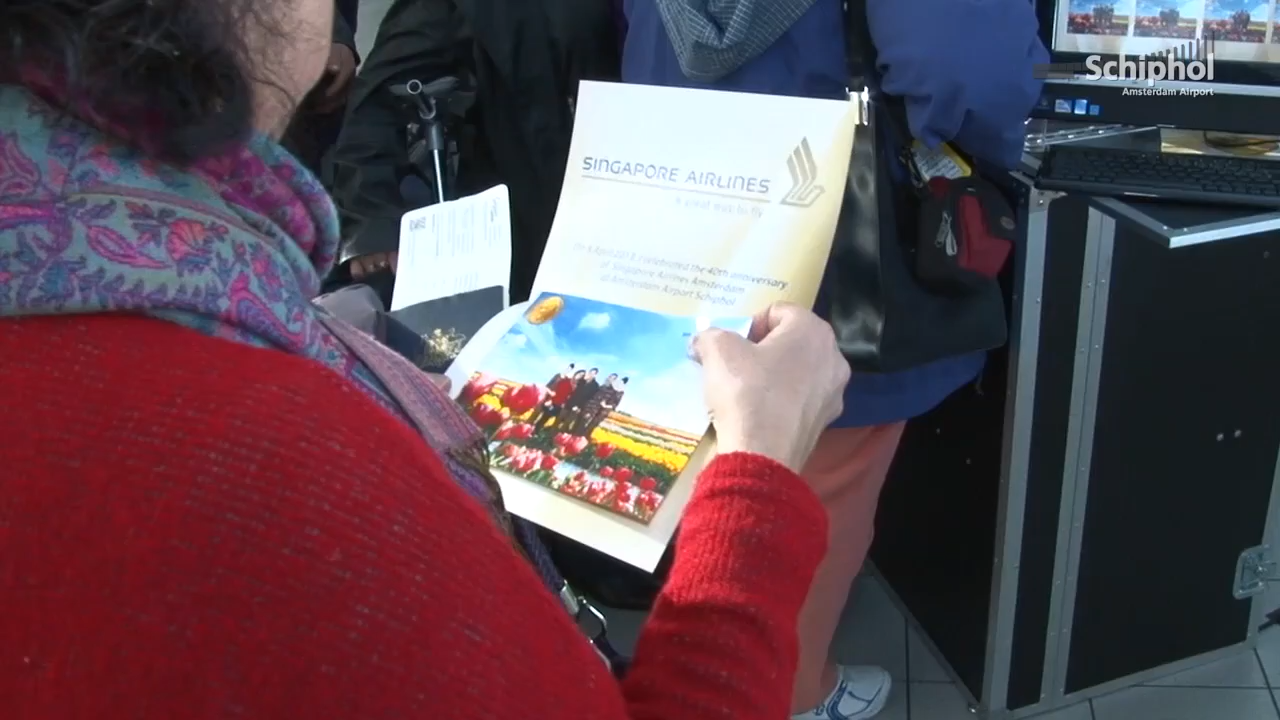 Schiphol
Amsterdam Airport
SINGAPORE AIRLINES
A great way to fly
celebrated the 40th anniversary
of Singapore Airlines Amsterdam
at Amsterdam Airport Schiphol